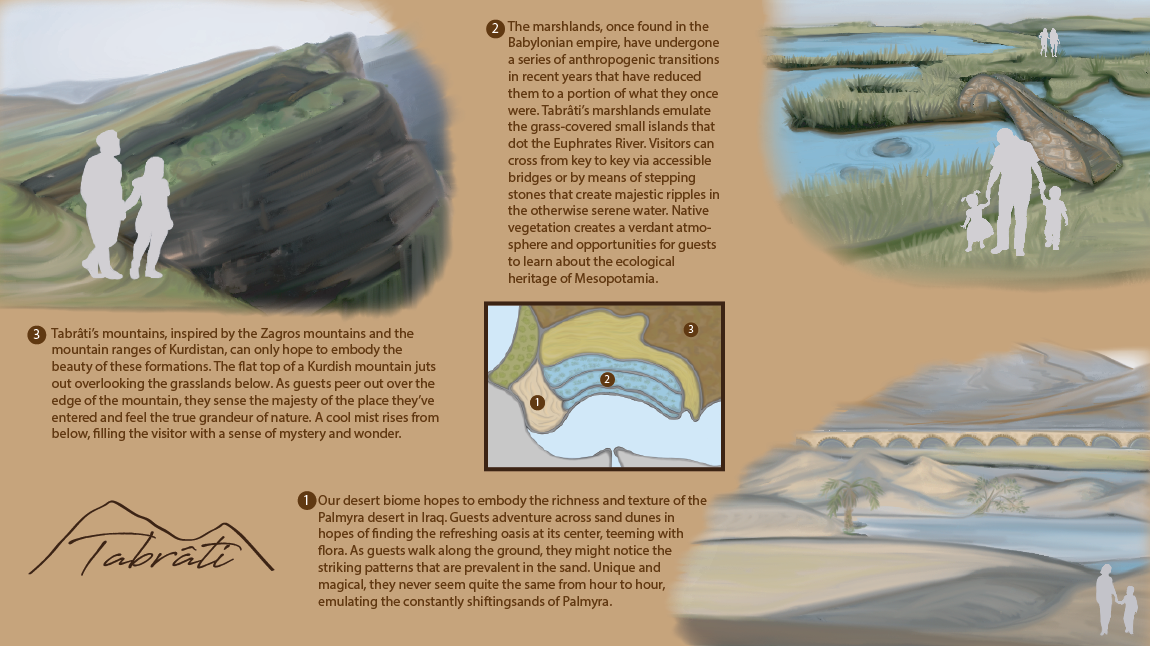 2 The marshlands, once found in the
Babylonian empire, have undergone
a series of anthropogenic transitions
in recent years that have reduced
them to a portion of what they once
were. Tabrâti’s marshlands emulate
the grass-covered small islands that
dot the Euphrates River. Visitors can
cross from key to key via accessible
bridges or by means of stepping
stones that create majestic ripples in
the otherwise serene water. Native
vegetation creates a verdant atmo-
sphere and opportunities for guests
to learn about the ecological
heritage of Mesopotamia.
3 Tabrâti’s mountains, inspired by the Zagros mountains and the
mountain ranges of Kurdistan, can only hope to embody the
beauty of these formations. The flat top of a Kurdish mountain juts
out overlooking the grasslands below. As guests peer out over the
edge of the mountain, they sense the majesty of the place they’ve
entered and feel the true grandeur of nature. A cool mist rises from
below, filling the visitor with a sense of mystery and wonder.
3
2
1
1 Our desert biome hopes to embody the richness and texture of the
Palmyra desert in Iraq. Guests adventure across sand dunes in
hopes of finding the refreshing oasis at its center, teeming with
flora. As guests walk along the ground, they might notice the
striking patterns that are prevalent in the sand. Unique and
magical, they never seem quite the same from hour to hour,
emulating the constantly shiftingsands of Palmyra.
Tabrâti